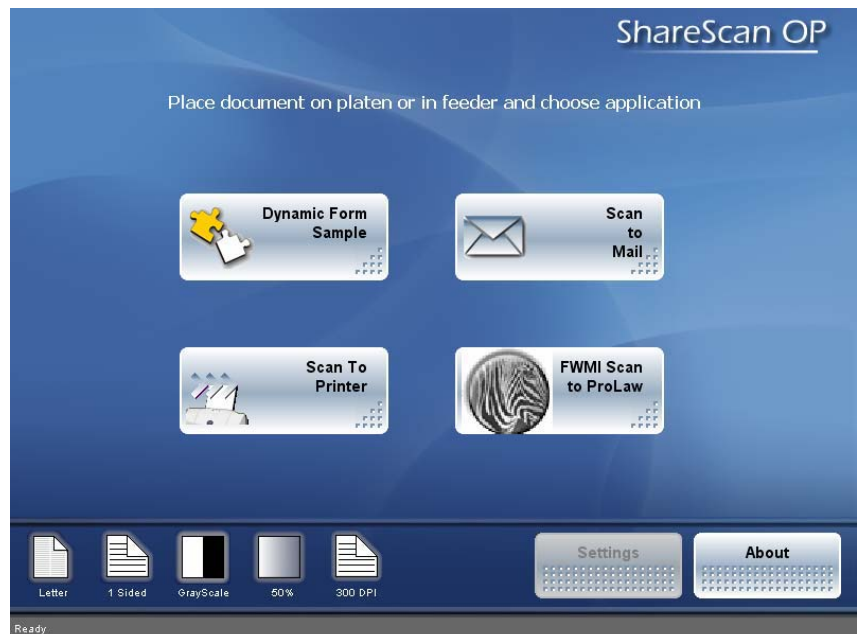 ShareScan OP
Place document on platen or in feeder and choose application
Dynamic Form
Sample
Scan
to
Mail
Scan To
Printer
FWMI Scan
to ProLaw
Letter
1 Sided
GrayScale
50%
300 DPI
Settings
About
Ready